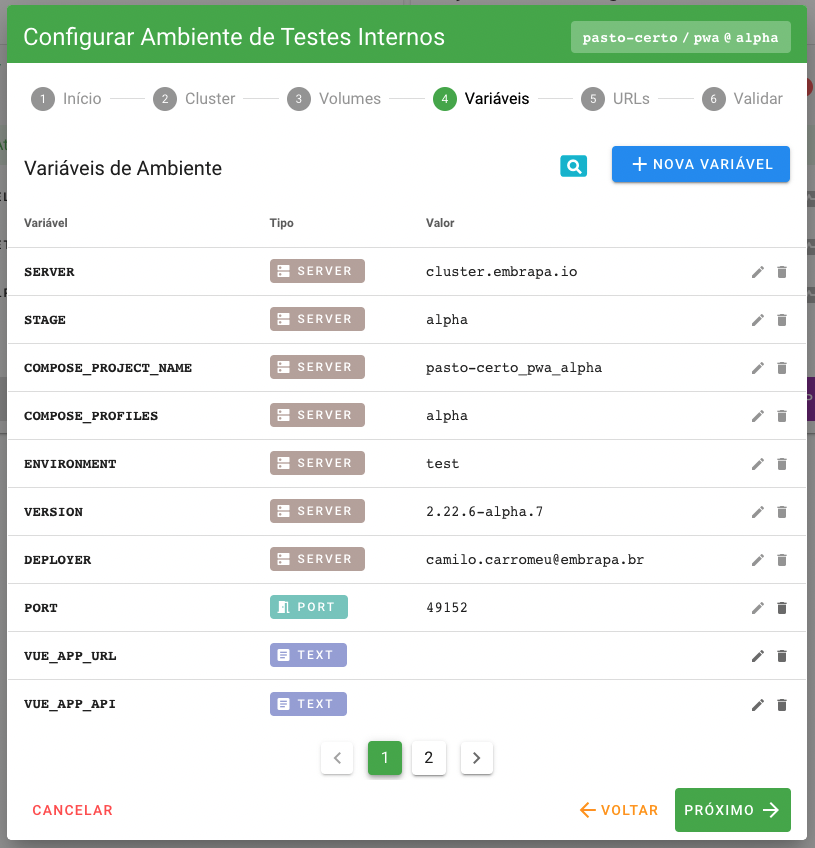 Configurar Ambiente de Testes Internos
pasto-certo / pwa @ alpha
1 Início 2 Cluster 3 Volumes 4 Variáveis 5 URLs 6 Validar
Variáveis de Ambiente
NOVA VARIÁVEL
Variável Tipo Valor
SERVER SERVER cluster.embrapa.io
STAGE SERVER alpha
COMPOSE_PROJECT_NAME SERVER pasto-certo_pwa_alpha
COMPOSE_PROFILES SERVER alpha
ENVIRONMENT SERVER test
VERSION SERVER 2.22.6-alpha.7
DEPLOYER SERVER camilo.carromeu@embrapa.br
PORT PORT 49152
VUE_APP_URL TEXT
VUE_APP_API TEXT
1 2
CANCELAR VOLTAR PRÓXIMO